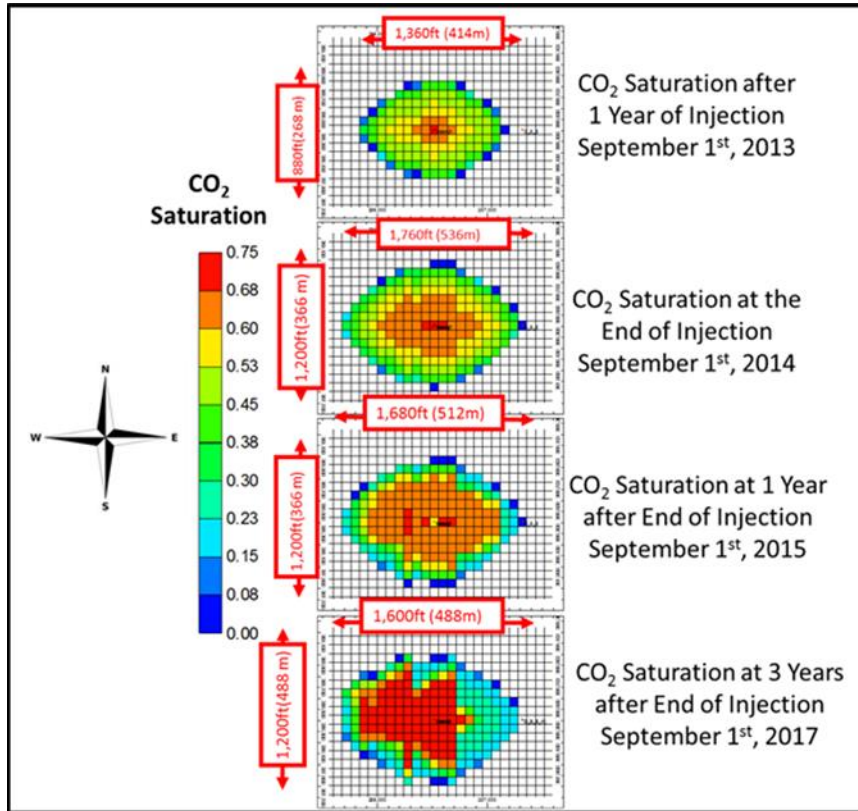 1,360ft (414m)
880ft(268 m)
CO₂ Saturation after
1 Year of Injection
September 1st, 2013
CO₂
Saturation
0.75
0.68
0.60
0.53
0.45
0.38
0.30
0.23
0.15
0.08
0.00
N
W
E
S
1,760ft (536m)
1,200ft(366 m)
CO₂ Saturation at the
End of Injection
September 1st, 2014
1,680ft (512m)
1,200ft(366 m)
CO₂ Saturation at 1 Year
after End of Injection
September 1st, 2015
1,600ft (488m)
1,200ft(488 m)
CO₂ Saturation at 3 Years
after End of Injection
September 1st, 2017